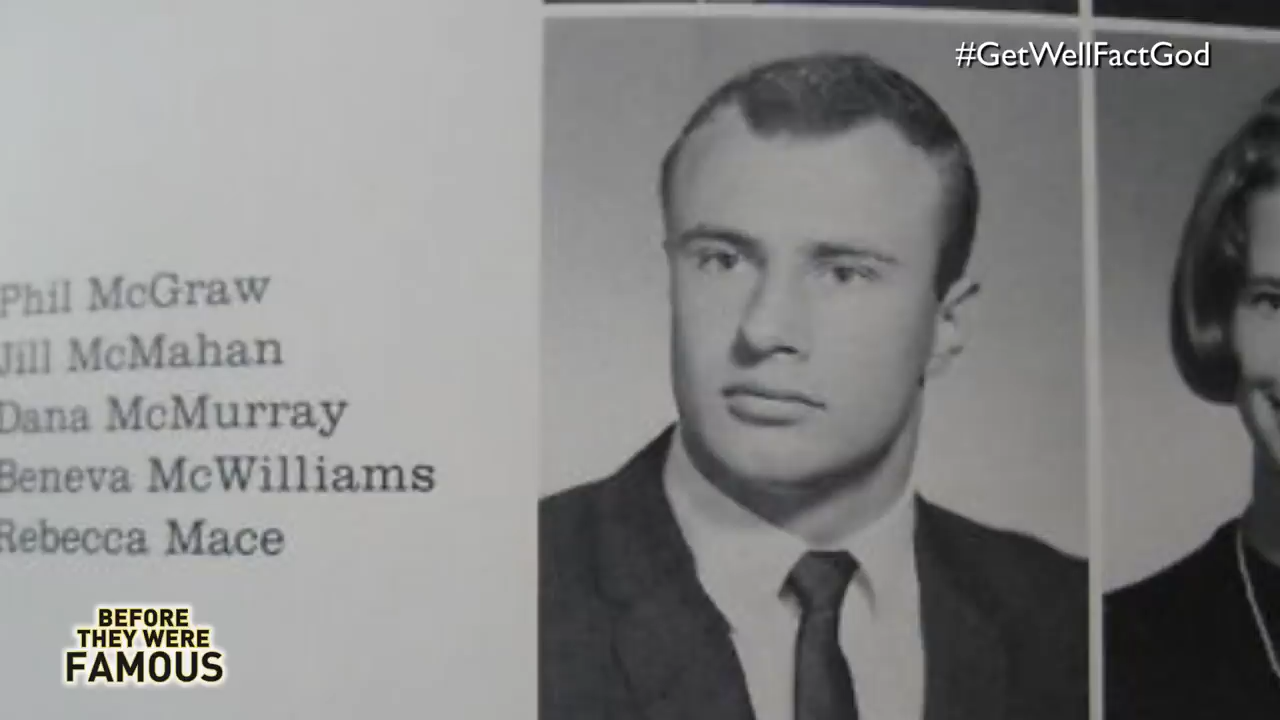 #GetWellFactGod
Phil McGraw
Jill McMahan
Dana McMurray
Beneva McWilliams
Rebecca Mace
BEFORE
THEY WERE
FAMOUS